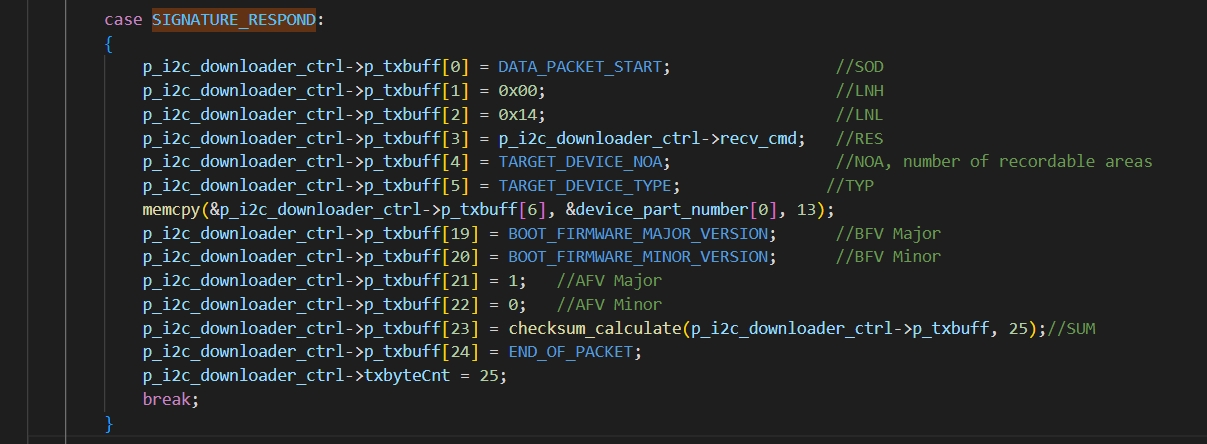 case SIGNATURE_RESPOND:
{
p_i2c_downloader_ctrl->p_txbuff[0] = DATA_PACKET_START; //SOD
p_i2c_downloader_ctrl->p_txbuff[1] = 0x00; //LNH
p_i2c_downloader_ctrl->p_txbuff[2] = 0x14; //LNL
p_i2c_downloader_ctrl->p_txbuff[3] = p_i2c_downloader_ctrl->recv_cmd; //RES
p_i2c_downloader_ctrl->p_txbuff[4] = TARGET_DEVICE_NOA; //NOA, number of recordable areas
p_i2c_downloader_ctrl->p_txbuff[5] = TARGET_DEVICE_TYPE; //TYP
memcpy(&p_i2c_downloader_ctrl->p_txbuff[6], &device_part_number[0], 13);
p_i2c_downloader_ctrl->p_txbuff[19] = BOOT_FIRMWARE_MAJOR_VERSION; //BFV Major
p_i2c_downloader_ctrl->p_txbuff[20] = BOOT_FIRMWARE_MINOR_VERSION; //BFV Minor
p_i2c_downloader_ctrl->p_txbuff[21] = 1; //AFV Major
p_i2c_downloader_ctrl->p_txbuff[22] = 0; //AFV Minor
p_i2c_downloader_ctrl->p_txbuff[23] = checksum_calculate(p_i2c_downloader_ctrl->p_txbuff, 25);//SUM
p_i2c_downloader_ctrl->p_txbuff[24] = END_OF_PACKET;
p_i2c_downloader_ctrl->txbyteCnt = 25;
break;
}